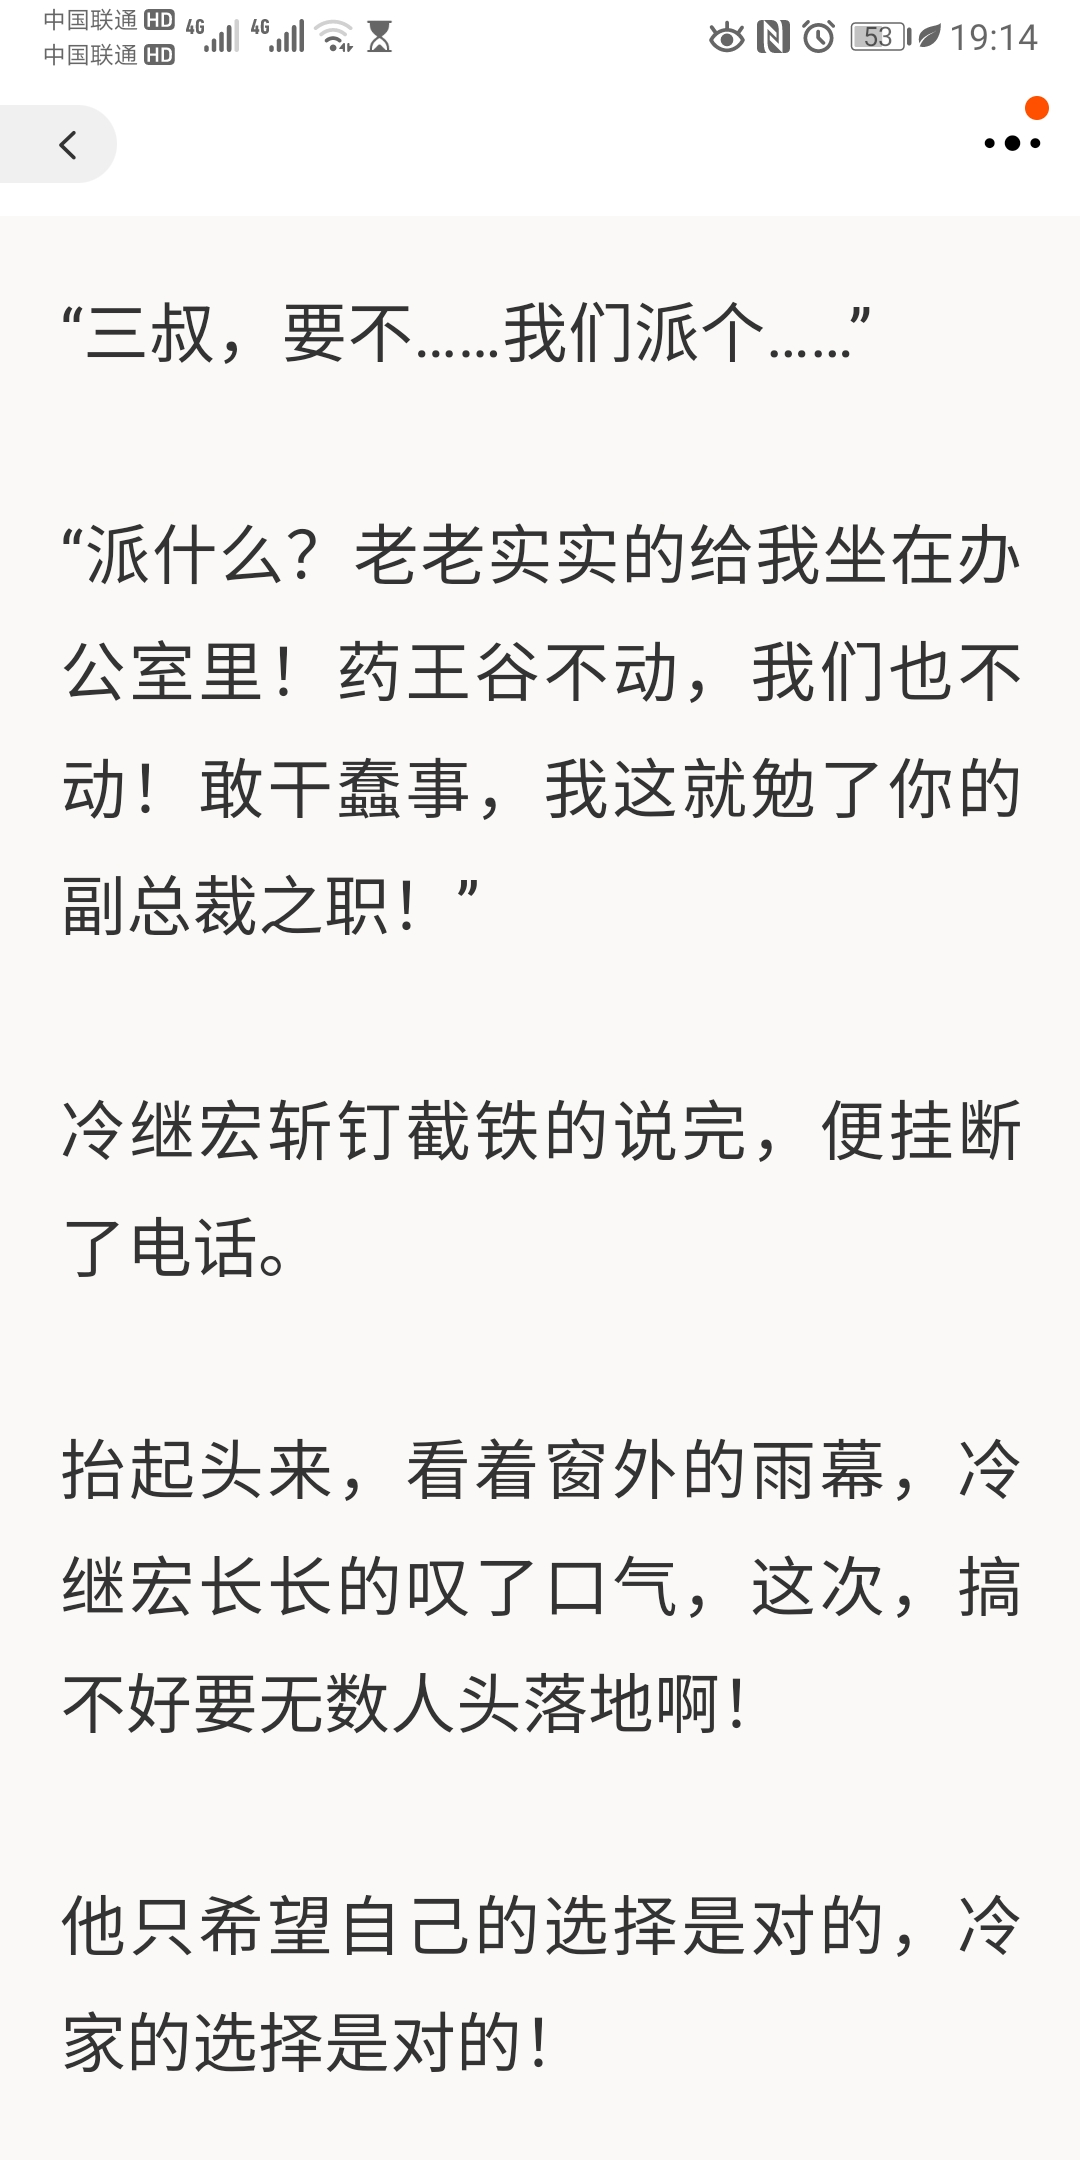 中国联通 HD 4G 4G 53 19:14
中国联通 HD
“三叔，要不……我们派个……”
“派什么？老老实实的给我坐在办
公室里！药王谷不动，我们也不
动！敢干蠢事，我这就勉了你的
副总裁之职！”
冷继宏斩钉截铁的说完，便挂断
了电话。
抬起头来，看着窗外的雨幕，冷
继宏长长的叹了口气，这次，搞
不好要无数人头落地啊！
他只希望自己的选择是对的，冷
家的选择是对的！